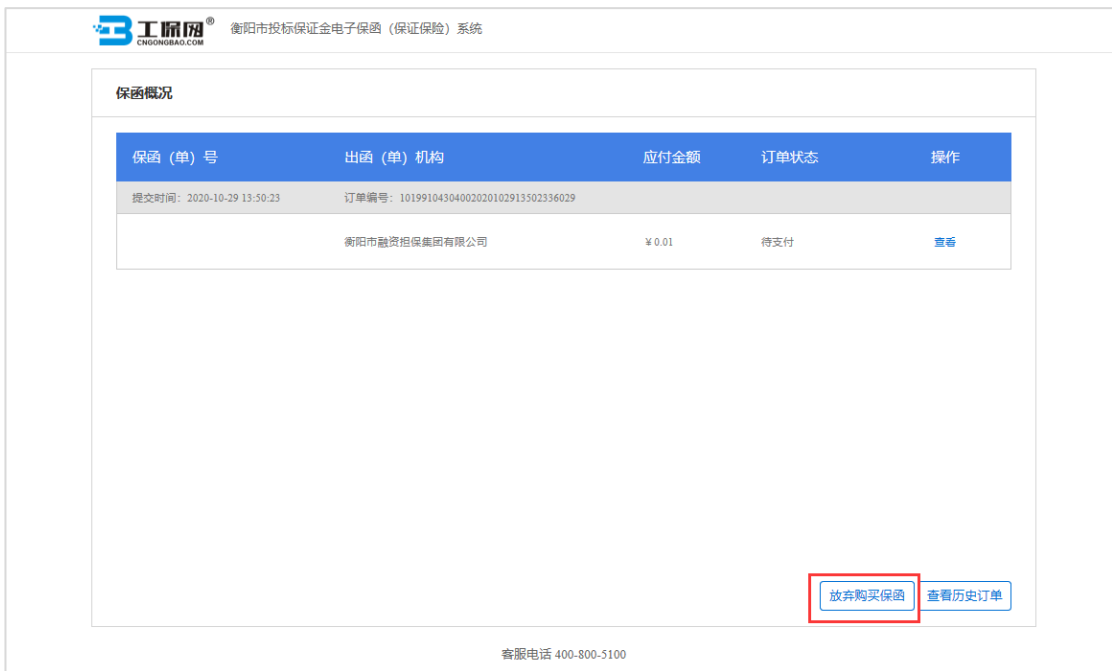 工保网®
CNGONGBAO.COM
衡阳市投标保证金电子保函（保证保险）系统
保函概况
保函（单）号 出函（单）机构 应付金额 订单状态 操作
提交时间：2020-10-29 13:50:23 订单编号：10199104304002020102913502336029
衡阳市融资担保集团有限公司 ¥ 0.01 待支付 查看
放弃购买保函 查看历史订单
客服电话 400-800-5100